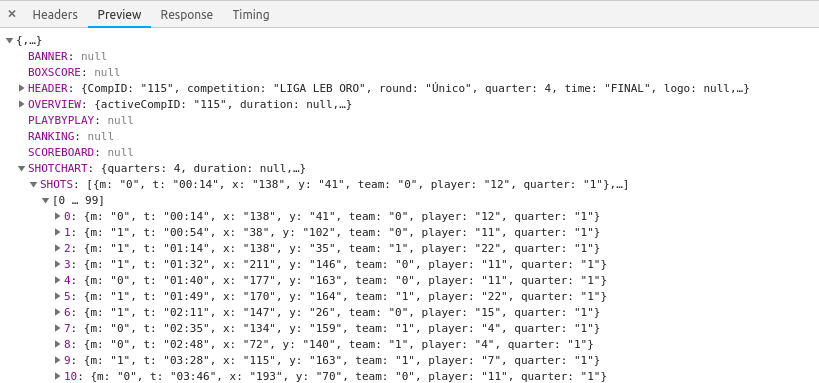 × Headers Preview Response Timing
{,…}
BANNER: null
BOXSCORE: null
HEADER: {CompID: "115", competition: "LIGA LEB ORO", round: "Único", quarter: 4, time: "FINAL", logo: null,…}
OVERVIEW: {activeCompID: "115", duration: null,…}
PLAYBYPLAY: null
RANKING: null
SCOREBOARD: null
SHOTCHART: {quarters: 4, duration: null,…}
SHOTS: [{m: "0", t: "00:14", x: "138", y: "41", team: "0", player: "12", quarter: "1"},…]
[0 … 99]
0: {m: "0", t: "00:14", x: "138", y: "41", team: "0", player: "12", quarter: "1"}
1: {m: "1", t: "00:54", x: "38", y: "102", team: "0", player: "11", quarter: "1"}
2: {m: "1", t: "01:14", x: "138", y: "35", team: "1", player: "22", quarter: "1"}
3: {m: "1", t: "01:32", x: "211", y: "146", team: "0", player: "11", quarter: "1"}
4: {m: "0", t: "01:40", x: "177", y: "163", team: "0", player: "11", quarter: "1"}
5: {m: "1", t: "01:49", x: "170", y: "164", team: "1", player: "22", quarter: "1"}
6: {m: "1", t: "02:11", x: "147", y: "26", team: "0", player: "15", quarter: "1"}
7: {m: "0", t: "02:35", x: "134", y: "159", team: "1", player: "4", quarter: "1"}
8: {m: "0", t: "02:48", x: "72", y: "140", team: "1", player: "4", quarter: "1"}
9: {m: "1", t: "03:28", x: "115", y: "163", team: "1", player: "7", quarter: "1"}
10: {m: "0", t: "03:46", x: "193", y: "70", team: "0", player: "11", quarter: "1"}